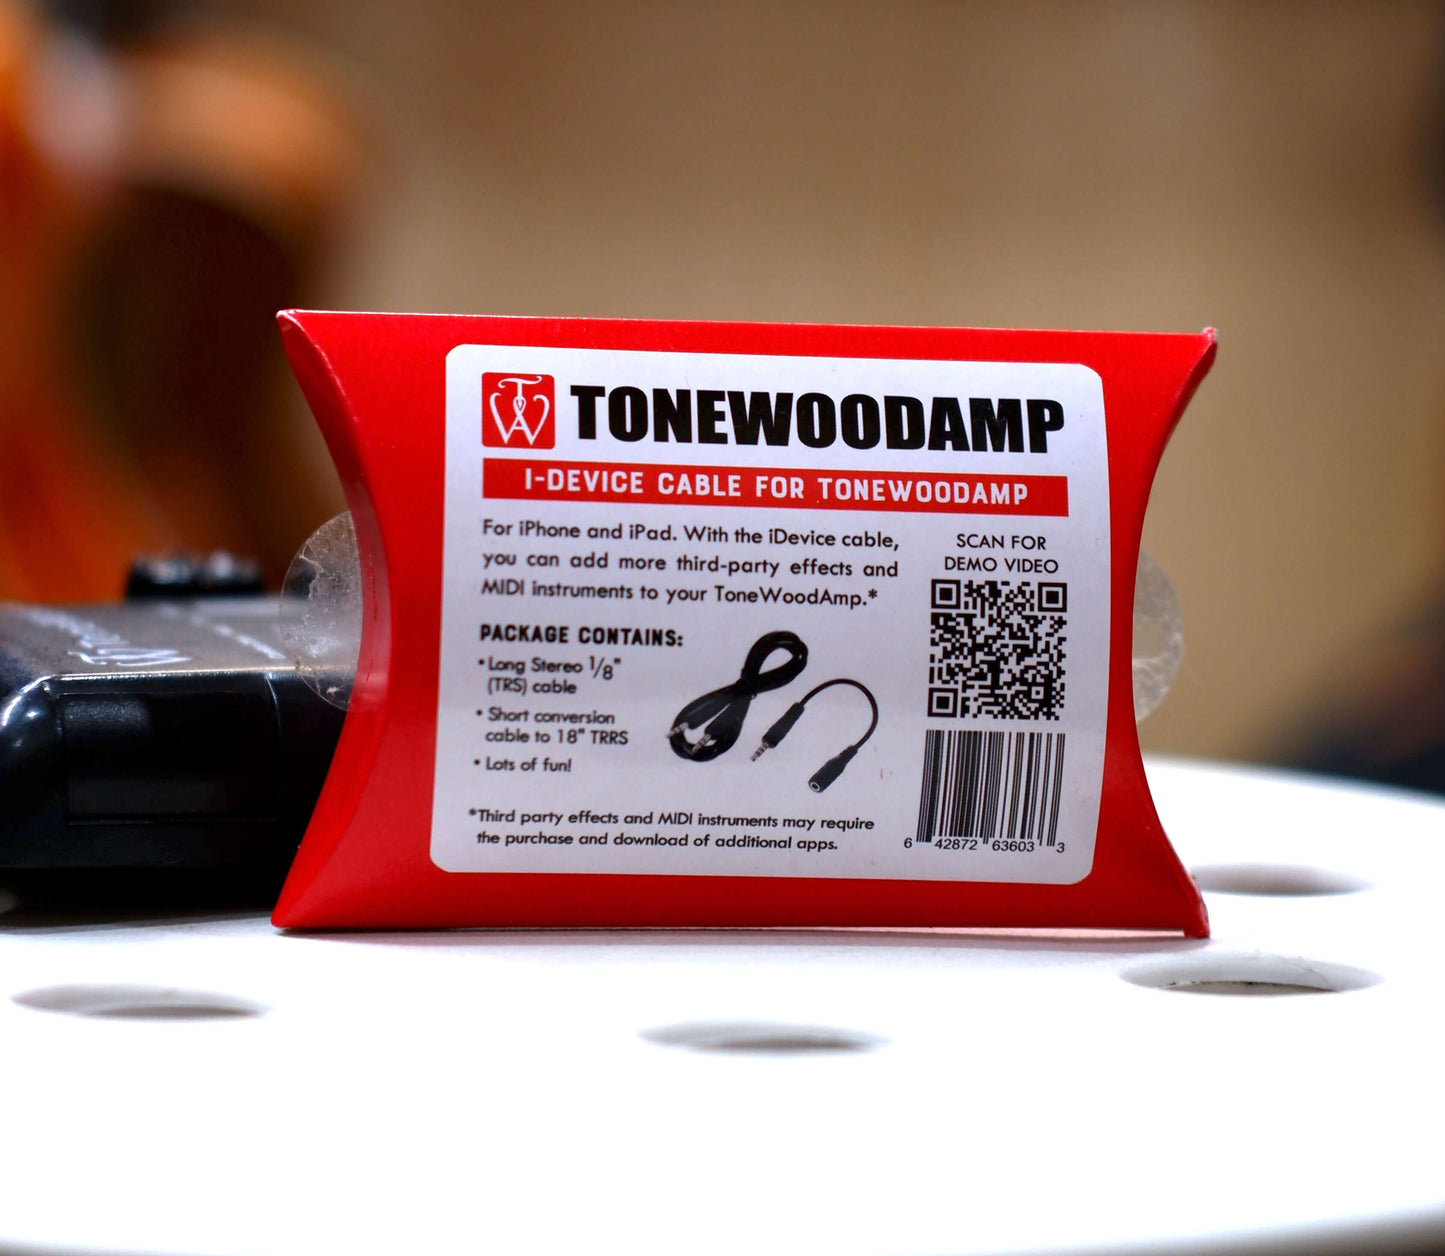 TONEWOODAMP
I-DEVICE CABLE FOR TONEWOODAMP
For iPhone and iPad. With the iDevice cable,
you can add more third-party effects and
MIDI instruments to your ToneWoodAmp.*
SCAN FOR
DEMO VIDEO
PACKAGE CONTAINS:
• Long Stereo 1/8"
(TRS) cable
• Short conversion
cable to 18" TRRS
• Lots of fun!
*Third party effects and MIDI instruments may require
the purchase and download of additional apps.
6 42872 63603 3